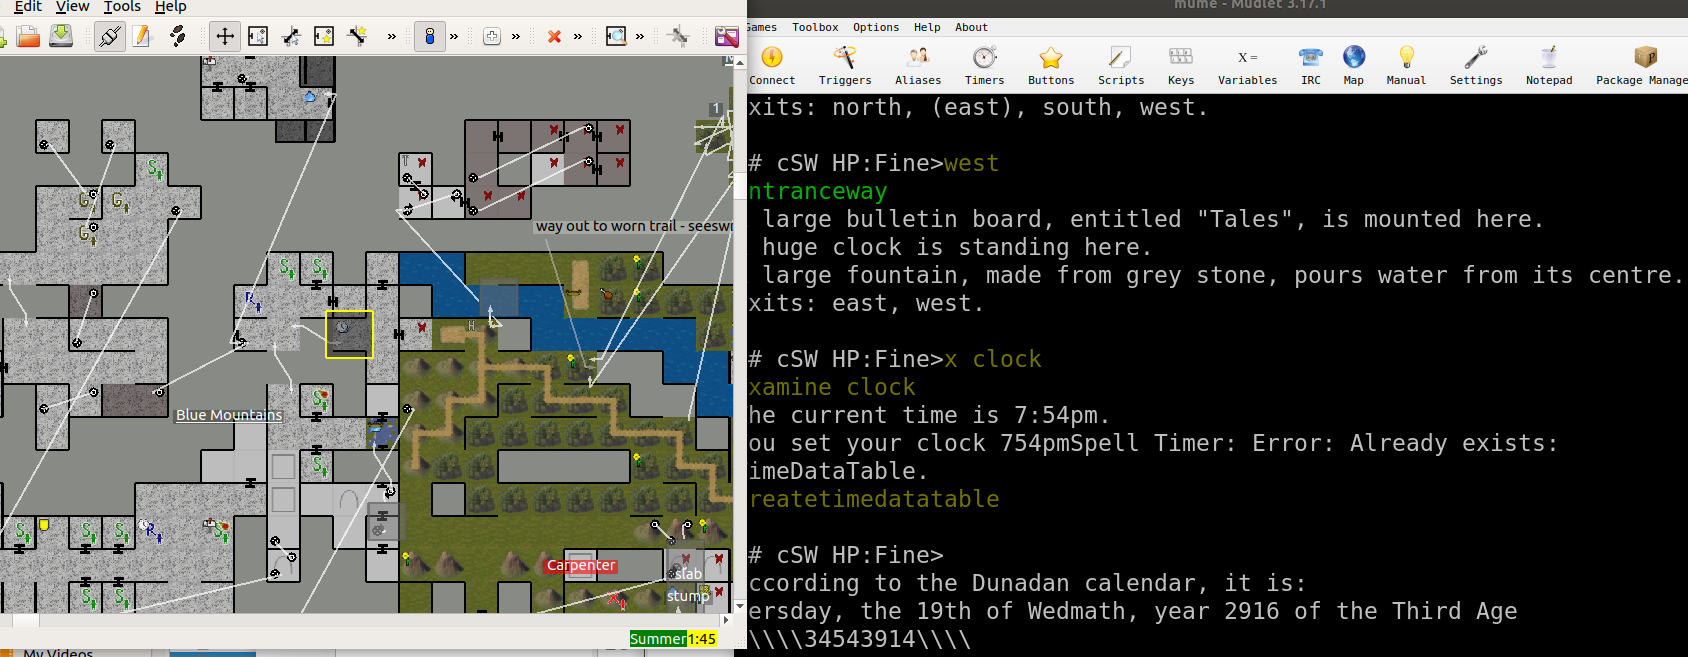 mume - Mudlet 3.17.1
Edit View Tools Help
Games Toolbox Options Help About
Connect Triggers Aliases Timers Buttons Scripts Keys Variables IRC Map Manual Settings Notepad Package Manage
X =
xits: north, (east), south, west.
# cSW HP:Fine>west
ntranceway
large bulletin board, entitled "Tales", is mounted here.
huge clock is standing here.
large fountain, made from grey stone, pours water from its centre.
xits: east, west.
# cSW HP:Fine>x clock
xamine clock
he current time is 7:54pm.
ou set your clock 754pmSpell Timer: Error: Already exists:
imeDataTable.
reatetimedatatable
# cSW HP:Fine>
ccording to the Dunadan calendar, it is:
ersday, the 19th of Wedmath, year 2916 of the Third Age
\\\\34543914\\\\
1
way out to worn trail - seeswr
Blue Mountains
Carpenter
slab
stump
Summer1:45
My Videos